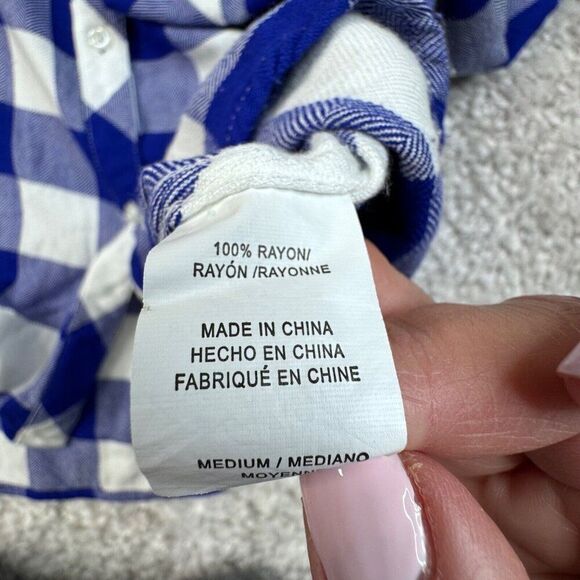 100% RAYON/
RAYÓN /RAYONNE
MADE IN CHINA
HECHO EN CHINA
FABRIQUÉ EN CHINE
MEDIUM / MEDIANO